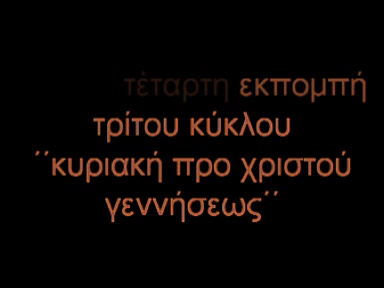 τέταρτη εκπομπή
τρίτου κύκλου
΄΄κυριακή προ χριστού
γεννήσεως΄΄